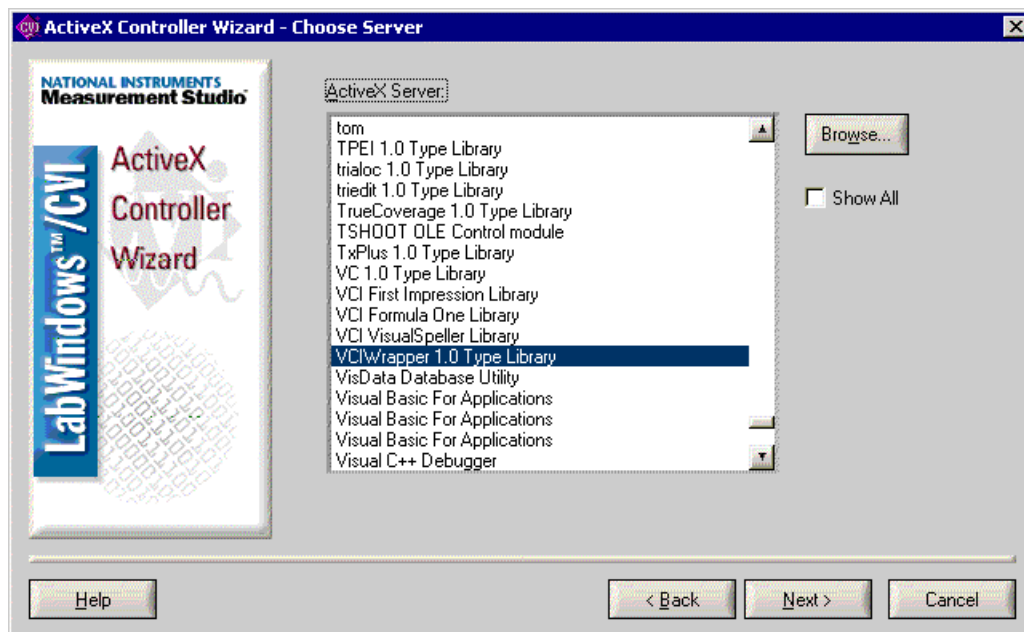 CVI ActiveX Controller Wizard - Choose Server
NATIONAL INSTRUMENTS
Measurement Studio
LabWindows™/CVI
ActiveX
Controller
Wizard
ActiveX Server:
tom
TPEI 1.0 Type Library
trialoc 1.0 Type Library
triedit 1.0 Type Library
TrueCoverage 1.0 Type Library
TSHOOT OLE Control module
TxPlus 1.0 Type Library
VC 1.0 Type Library
VCI First Impression Library
VCI Formula One Library
VCI VisualSpeller Library
VCIWrapper 1.0 Type Library
VisData Database Utility
Visual Basic For Applications
Visual Basic For Applications
Visual Basic For Applications
Visual C++ Debugger
Browse...
Show All
Help
< Back
Next >
Cancel